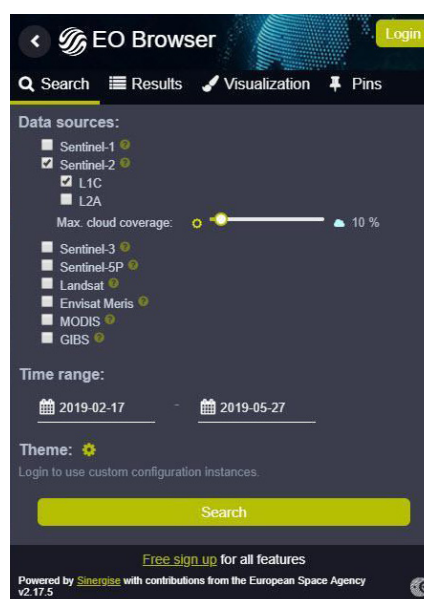 EO Browser
Login
Search Results Visualization Pins
Data sources:
Sentinel-1
Sentinel-2
L1C
L2A
Max. cloud coverage: 10 %
Sentinel-3
Sentinel-5P
Landsat
Envisat Meris
MODIS
GIBS
Time range:
2019-02-17 - 2019-05-27
Theme:
Login to use custom configuration instances.
Search
Free sign up for all features
Powered by Sinergise with contributions from the European Space Agency
v2.17.5